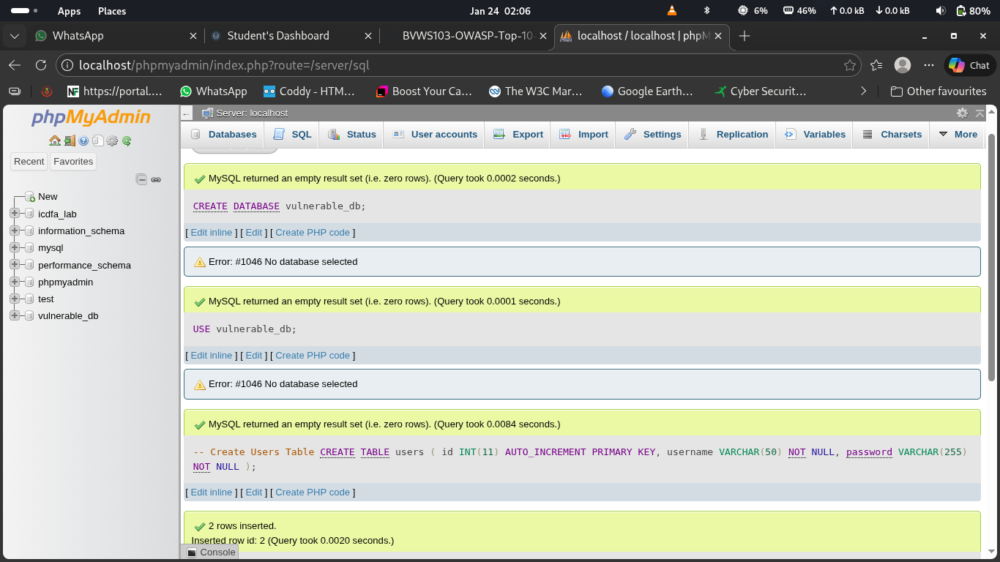 Apps Places Jan 24 02:06 6% 46% 0.0 kB 0.0 kB 80%
WhatsApp Student's Dashboard BVWS103-OWASP-Top-10 localhost / localhost | phpM
localhost/phpmyadmin/index.php?route=/server/sql Chat
https://portal.… WhatsApp Coddy - HTM… Boost Your Ca… The W3C Mar… Google Earth… Cyber Securit… Other favourites
phpMyAdmin
Recent Favorites
New
icdfa_lab
information_schema
mysql
performance_schema
phpmyadmin
test
vulnerable_db
Server: localhost
Databases SQL Status User accounts Export Import Settings Replication Variables Charsets More
MySQL returned an empty result set (i.e. zero rows). (Query took 0.0002 seconds.)
CREATE DATABASE vulnerable_db;
[ Edit inline ] [ Edit ] [ Create PHP code ]
Error: #1046 No database selected
MySQL returned an empty result set (i.e. zero rows). (Query took 0.0001 seconds.)
USE vulnerable_db;
[ Edit inline ] [ Edit ] [ Create PHP code ]
Error: #1046 No database selected
MySQL returned an empty result set (i.e. zero rows). (Query took 0.0084 seconds.)
-- Create Users Table CREATE TABLE users ( id INT(11) AUTO_INCREMENT PRIMARY KEY, username VARCHAR(50) NOT NULL, password VARCHAR(255)
NOT NULL );
[ Edit inline ] [ Edit ] [ Create PHP code ]
2 rows inserted.
Inserted row id: 2 (Query took 0.0020 seconds.)
Console